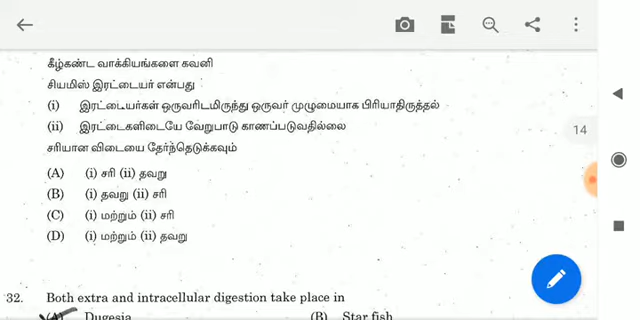 கீழ்கண்ட வாக்கியங்களை கவனி
சியமிஸ் இரட்டையர் என்பது
(i) இரட்டையர்கள் ஒருவரிடமிருந்து ஒருவர் முழுமையாக பிரியாதிருத்தல்
(ii) இரட்டைகளிடையே வேறுபாடு காணப்படுவதில்லை
சரியான விடையை தேர்ந்தெடுக்கவும்
14
(A) (i) சரி (ii) தவறு
(B) (i) தவறு (ii) சரி
(C) (i) மற்றும் (ii) சரி
(D) (i) மற்றும் (ii) தவறு
32. Both extra and intracellular digestion take place in
(A) Dugesia (B) Star fish